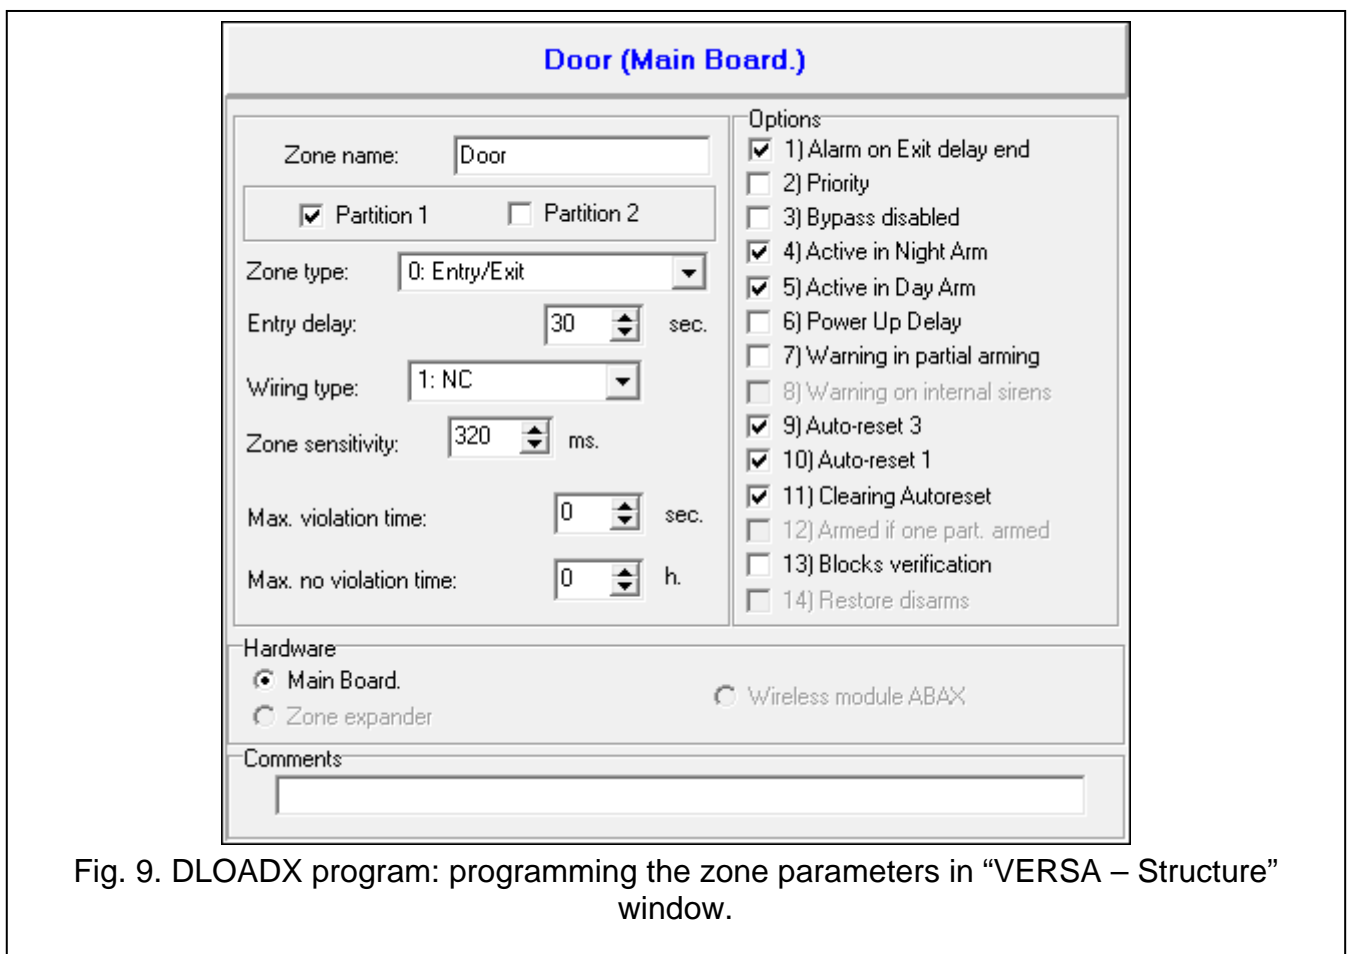 Door (Main Board.)
Zone name: Door
Partition 1 Partition 2
Zone type: 0: Entry/Exit
Entry delay: 30 sec.
Wiring type: 1: NC
Zone sensitivity: 320 ms.
Max. violation time: 0 sec.
Max. no violation time: 0 h.
Options
1) Alarm on Exit delay end
2) Priority
3) Bypass disabled
4) Active in Night Arm
5) Active in Day Arm
6) Power Up Delay
7) Warning in partial arming
8) Warning on internal sirens
9) Auto-reset 3
10) Auto-reset 1
11) Clearing Autoreset
12) Armed if one part. armed
13) Blocks verification
14) Restore disarms
Hardware
Main Board.
Zone expander
Wireless module ABAX
Comments
Fig. 9. DLOADX program: programming the zone parameters in “VERSA – Structure”
window.